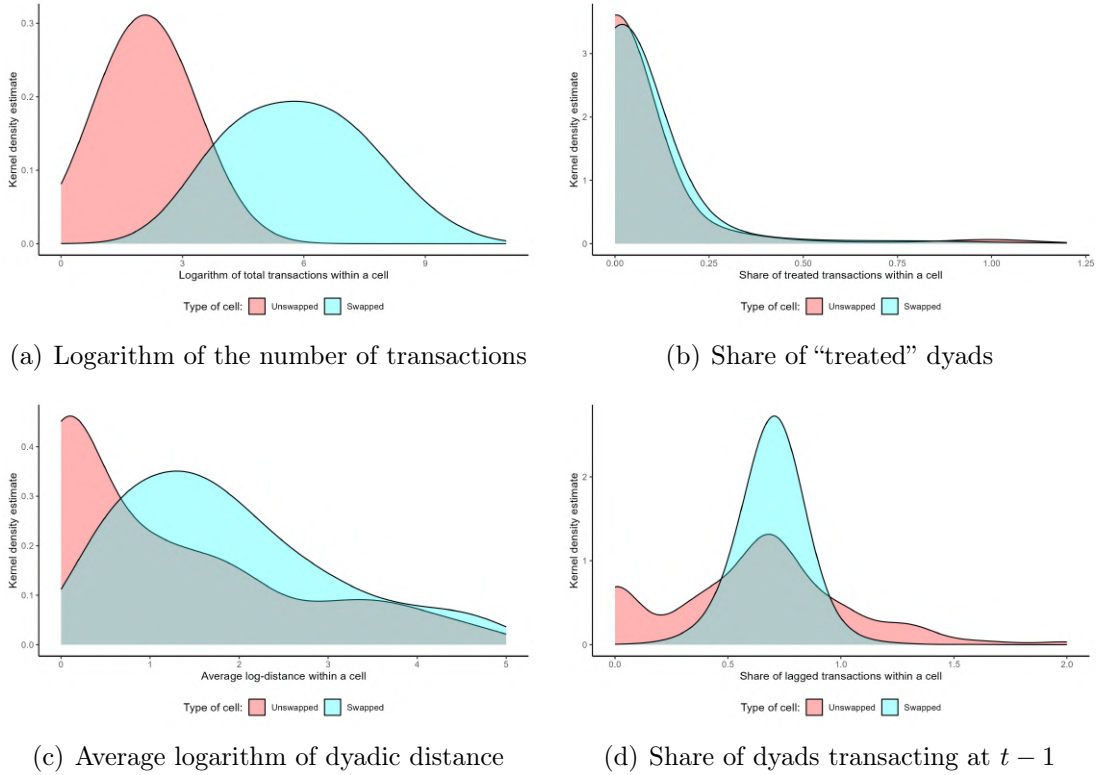 Kernel density estimate
0.3
0.2
0.1
0.0
0
3
6
9
Logarithm of total transactions within a cell
Type of cell: Unswapped Swapped
(a) Logarithm of the number of transactions
Kernel density estimate
3
2
1
0
0.00
0.25
0.50
0.75
1.00
1.25
Share of treated transactions within a cell
Type of cell: Unswapped Swapped
(b) Share of “treated” dyads
Kernel density estimate
0.4
0.3
0.2
0.1
0.0
0
1
2
3
4
5
Average log-distance within a cell
Type of cell: Unswapped Swapped
(c) Average logarithm of dyadic distance
Kernel density estimate
2
1
0
0.0
0.5
1.0
1.5
2.0
Share of lagged transactions within a cell
Type of cell: Unswapped Swapped
(d) Share of dyads transacting at t − 1